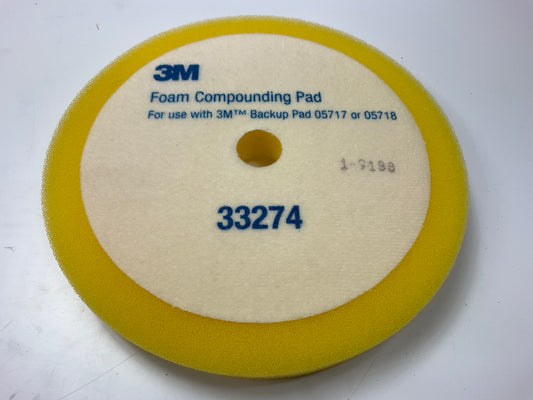 3M
Foam Compounding Pad
For use with 3M™ Backup Pad 05717 or 05718
1-9188
33274